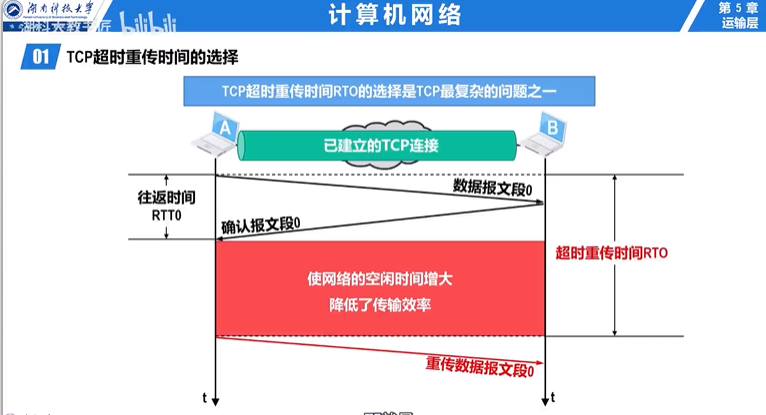 湖南科技大学
计算机网络
第 5 章
运输层
湖科大教书匠
bilibili
01 TCP超时重传时间的选择
TCP超时重传时间RTO的选择是TCP最复杂的问题之一
A
B
已建立的TCP连接
数据报文段0
往返时间
RTT0
确认报文段0
超时重传时间RTO
使网络的空闲时间增大
降低了传输效率
重传数据报文段0
t
t